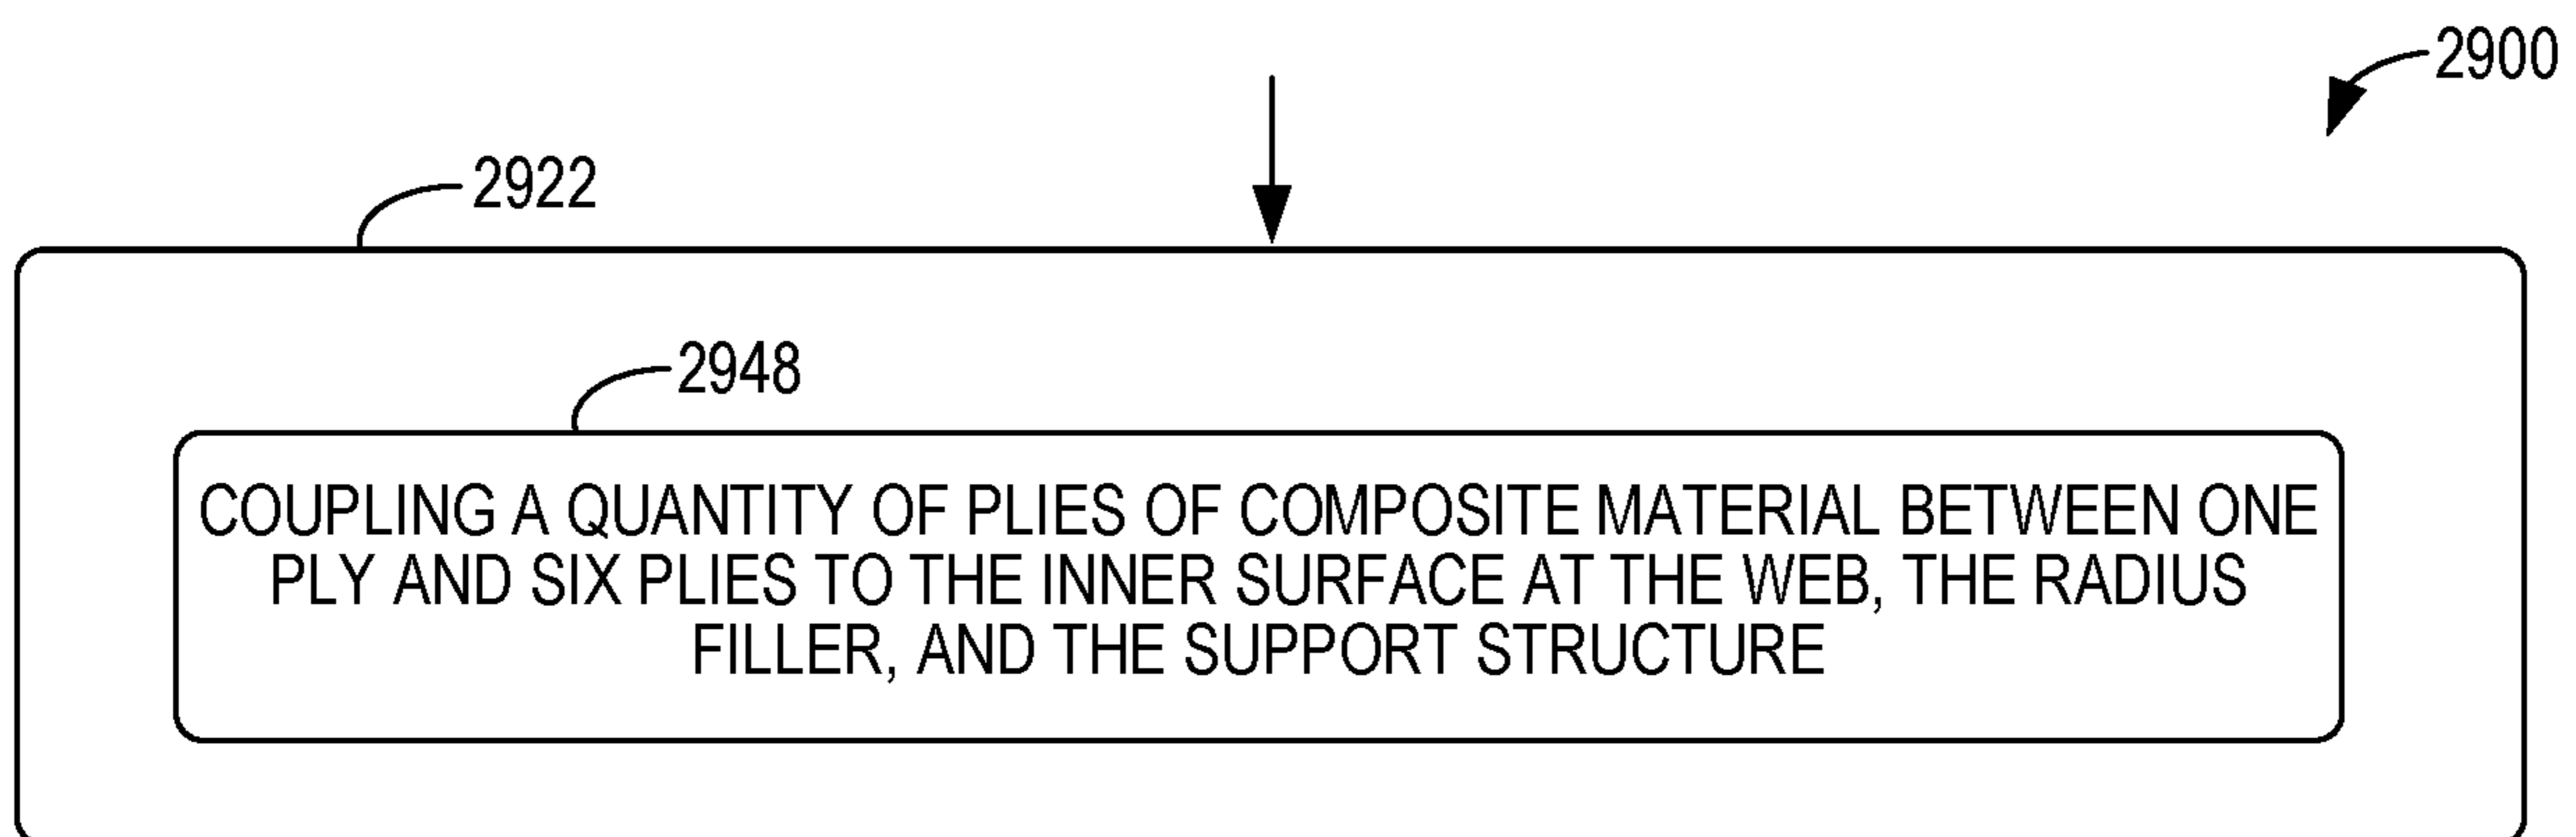 2900
2922
2948
COUPLING A QUANTITY OF PLIES OF COMPOSITE MATERIAL BETWEEN ONE
PLY AND SIX PLIES TO THE INNER SURFACE AT THE WEB, THE RADIUS
FILLER, AND THE SUPPORT STRUCTURE